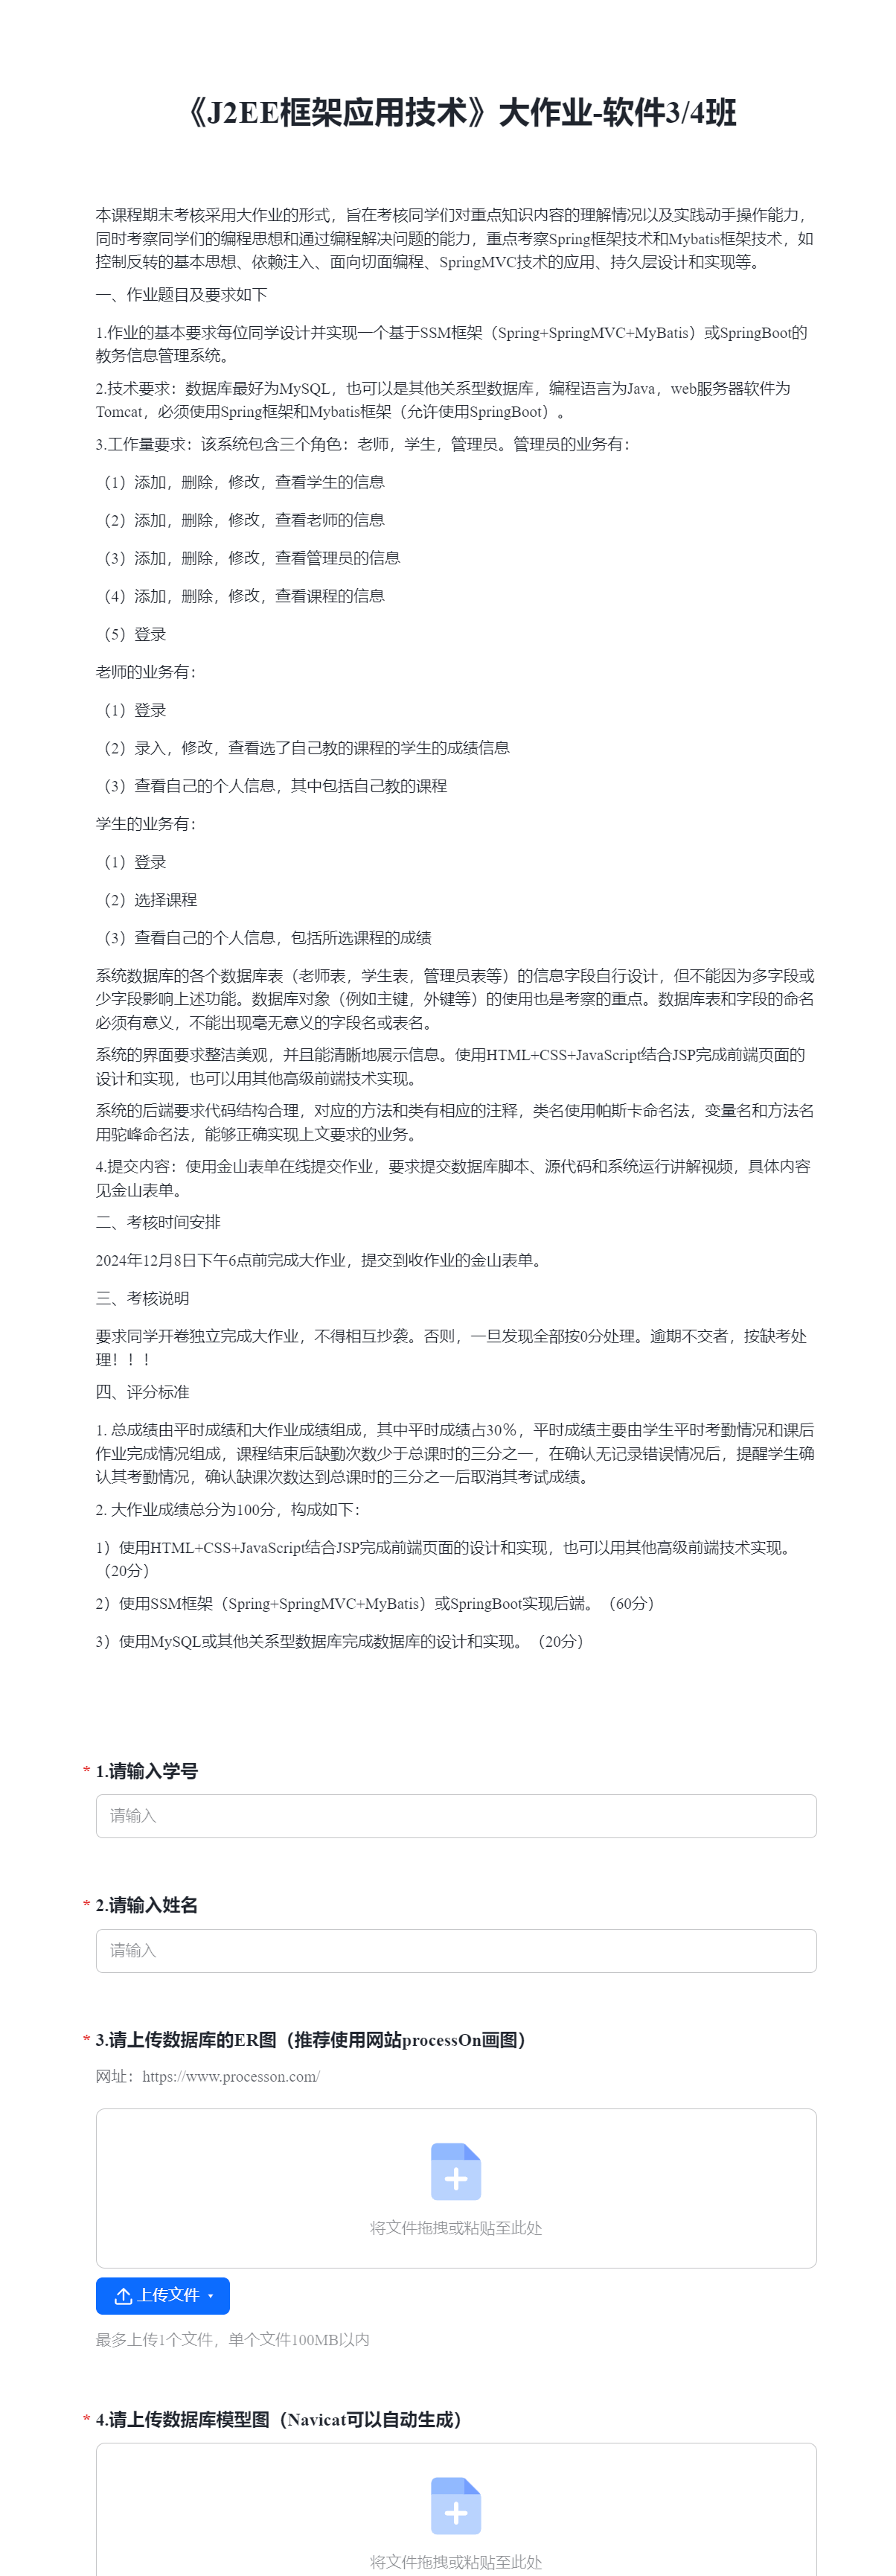 《J2EE框架应用技术》大作业-软件3/4班
本课程期末考核采用大作业的形式，旨在考核同学们对重点知识内容的理解情况以及实践动手操作能力，
同时考察同学们的编程思想和通过编程解决问题的能力，重点考察Spring框架技术和Mybatis框架技术，如
控制反转的基本思想、依赖注入、面向切面编程、SpringMVC技术的应用、持久层设计和实现等。
一、作业题目及要求如下
1.作业的基本要求每位同学设计并实现一个基于SSM框架（Spring+SpringMVC+MyBatis）或SpringBoot的
教务信息管理系统。
2.技术要求：数据库最好为MySQL，也可以是其他关系型数据库，编程语言为Java，web服务器软件为
Tomcat，必须使用Spring框架和Mybatis框架（允许使用SpringBoot）。
3.工作量要求：该系统包含三个角色：老师，学生，管理员。管理员的业务有：
（1）添加，删除，修改，查看学生的信息
（2）添加，删除，修改，查看老师的信息
（3）添加，删除，修改，查看管理员的信息
（4）添加，删除，修改，查看课程的信息
（5）登录
老师的业务有：
（1）登录
（2）录入，修改，查看选了自己教的课程的学生的成绩信息
（3）查看自己的个人信息，其中包括自己教的课程
学生的业务有：
（1）登录
（2）选择课程
（3）查看自己的个人信息，包括所选课程的成绩
系统数据库的各个数据库表（老师表，学生表，管理员表等）的信息字段自行设计，但不能因为多字段或
少字段影响上述功能。数据库对象（例如主键，外键等）的使用也是考察的重点。数据库表和字段的命名
必须有意义，不能出现毫无意义的字段名或表名。
系统的界面要求整洁美观，并且能清晰地展示信息。使用HTML+CSS+JavaScript结合JSP完成前端页面的
设计和实现，也可以用其他高级前端技术实现。
系统的后端要求代码结构合理，对应的方法和类有相应的注释，类名使用帕斯卡命名法，变量名和方法名
用驼峰命名法，能够正确实现上文要求的业务。
4.提交内容：使用金山表单在线提交作业，要求提交数据库脚本、源代码和系统运行讲解视频，具体内容
见金山表单。
二、考核时间安排
2024年12月8日下午6点前完成大作业，提交到收作业的金山表单。
三、考核说明
要求同学开卷独立完成大作业，不得相互抄袭。否则，一旦发现全部按0分处理。逾期不交者，按缺考处
理！！！
四、评分标准
1. 总成绩由平时成绩和大作业成绩组成，其中平时成绩占30%，平时成绩主要由学生平时考勤情况和课后
作业完成情况组成，课程结束后缺勤次数少于总课时的三分之一，在确认无记录错误情况后，提醒学生确
认其考勤情况，确认缺课次数达到总课时的三分之一后取消其考试成绩。
2. 大作业成绩总分为100分，构成如下：
1）使用HTML+CSS+JavaScript结合JSP完成前端页面的设计和实现，也可以用其他高级前端技术实现。
（20分）
2）使用SSM框架（Spring+SpringMVC+MyBatis）或SpringBoot实现后端。（60分）
3）使用MySQL或其他关系型数据库完成数据库的设计和实现。（20分）
* 1.请输入学号
请输入
* 2.请输入姓名
请输入
* 3.请上传数据库的ER图（推荐使用网站processOn画图）
网址：https://www.processon.com/
将文件拖拽或粘贴至此处
上传文件
最多上传1个文件，单个文件100MB以内
* 4.请上传数据库模型图（Navicat可以自动生成）
将文件拖拽或粘贴至此处